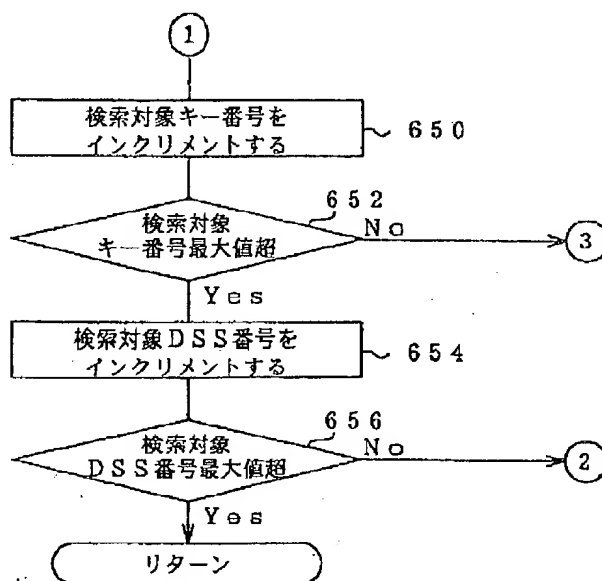 1
検索対象キー番号を
インクリメントする
650
652
検索対象
キー番号最大値超
No
3
Yes
検索対象DSS番号を
インクリメントする
654
656
検索対象
DSS番号最大値超
No
2
Yes
リターン